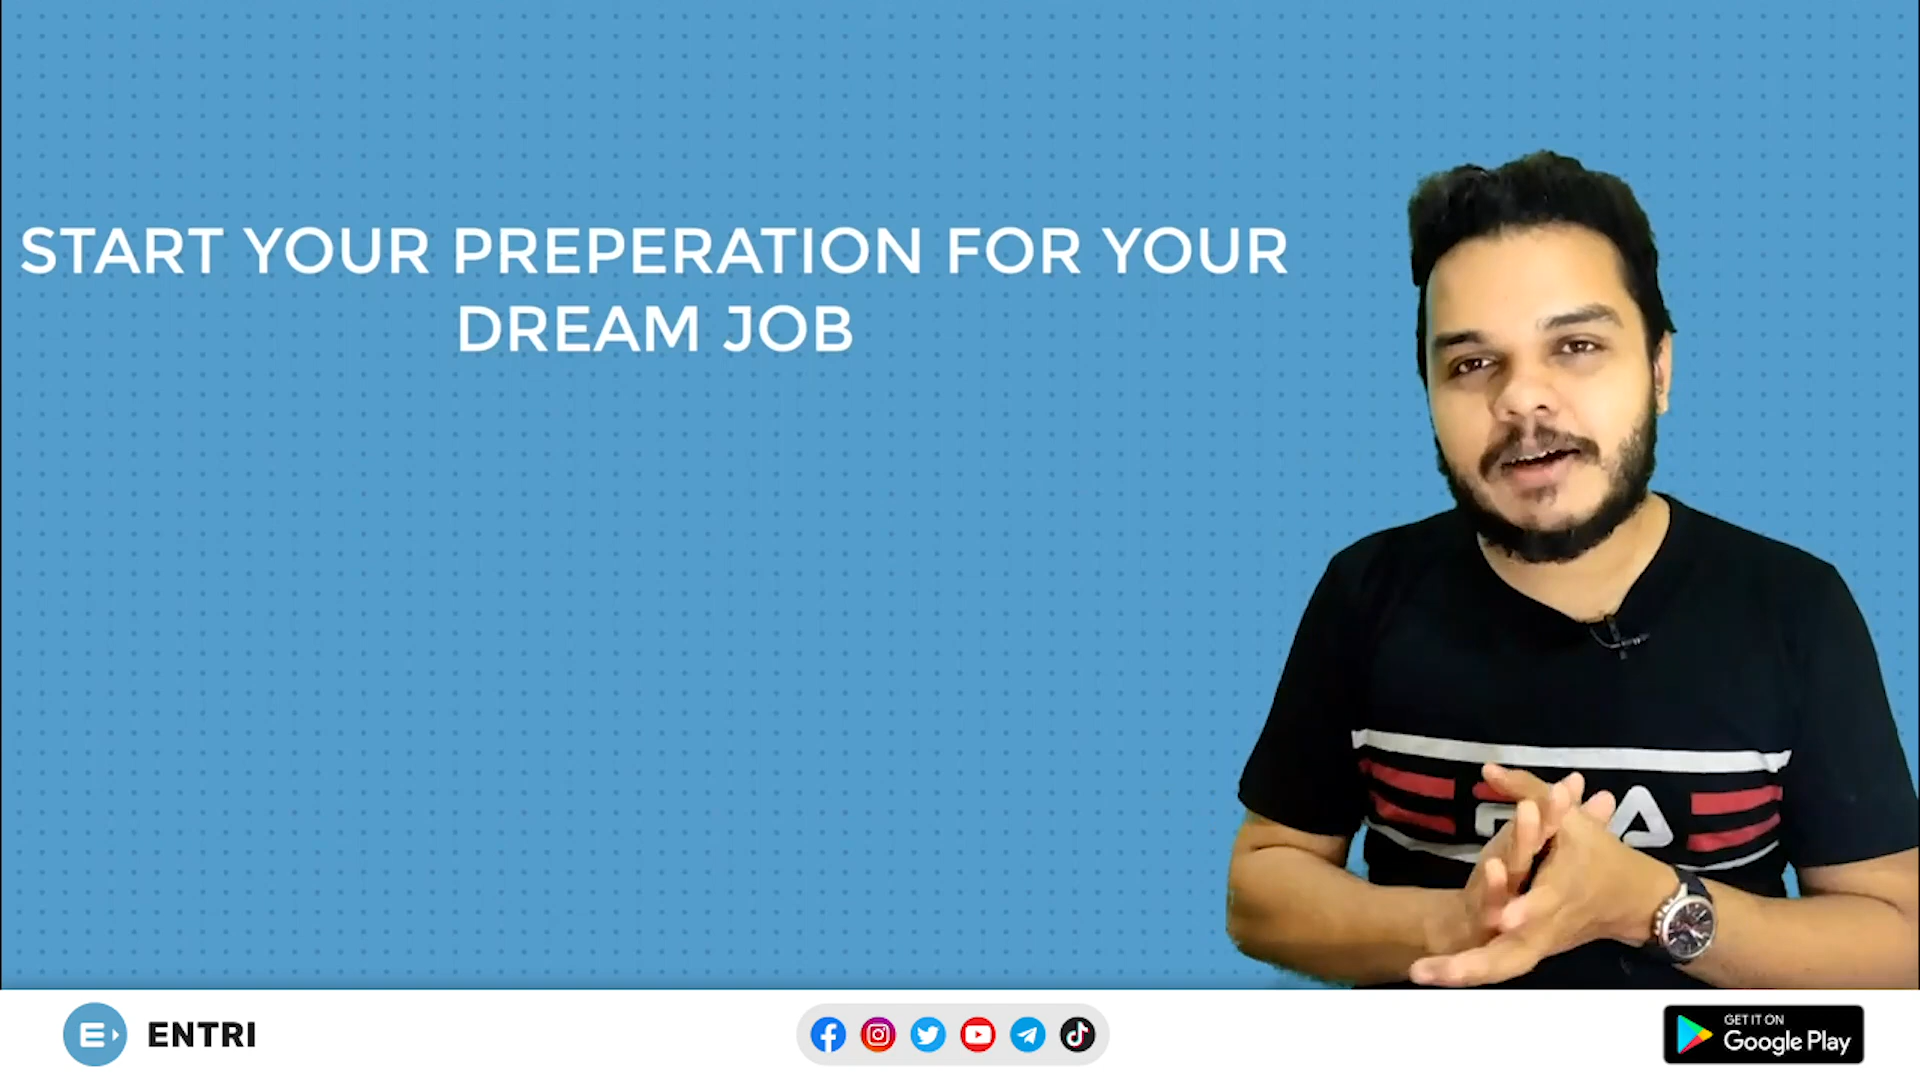 START YOUR PREPERATION FOR YOUR
DREAM JOB
E
ENTRI
GET IT ON
Google Play